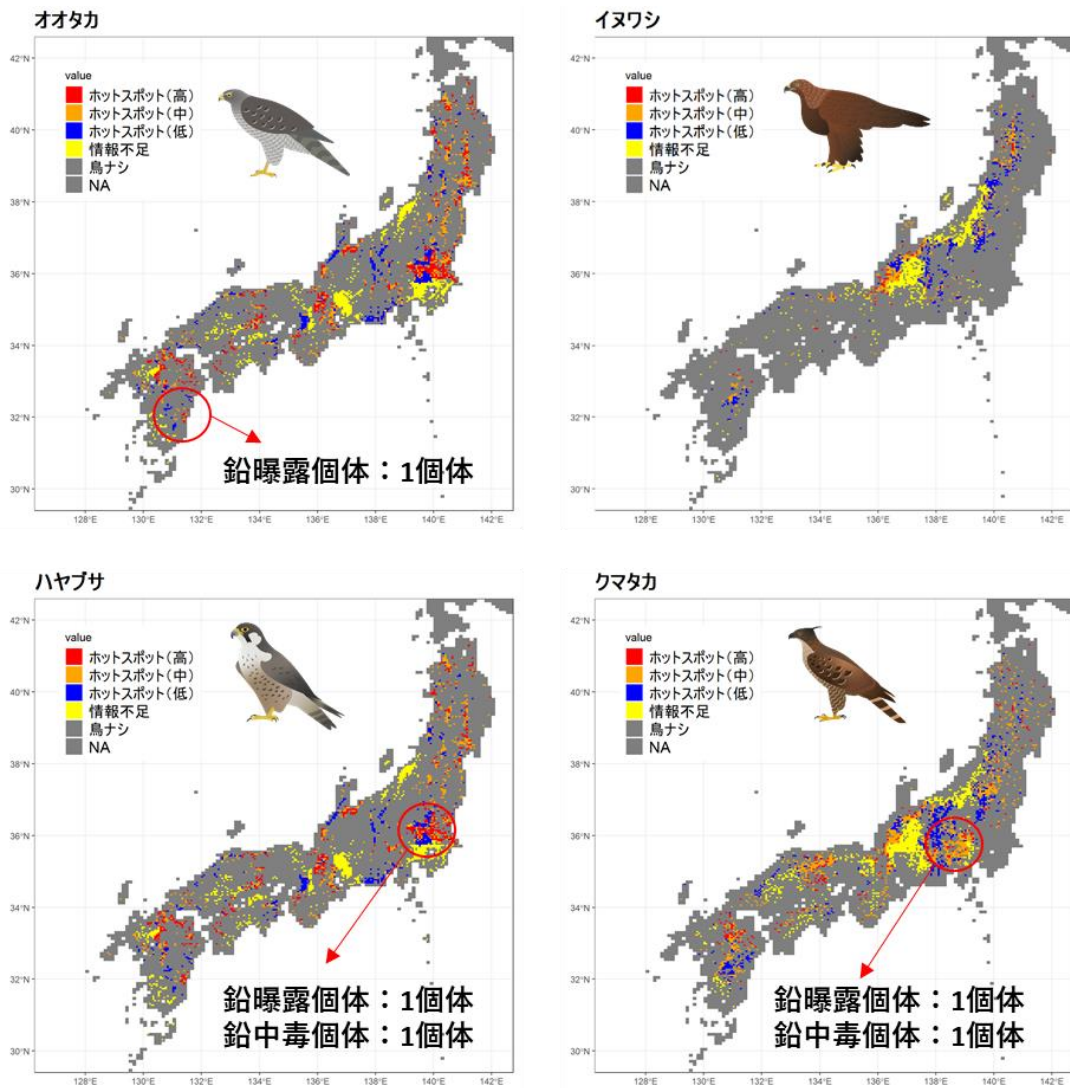 オオタカ
value
ホットスポット(高)
ホットスポット(中)
ホットスポット(低)
情報不足
鳥ナシ
NA
42°N
40°N
38°N
36°N
34°N
32°N
30°N
128°E 130°E 132°E 134°E 136°E 138°E 140°E 142°E
鉛曝露個体:1個体
イヌワシ
value
ホットスポット(高)
ホットスポット(中)
ホットスポット(低)
情報不足
鳥ナシ
NA
42°N
40°N
38°N
36°N
34°N
32°N
30°N
128°E 130°E 132°E 134°E 136°E 138°E 140°E 142°E
ハヤブサ
value
ホットスポット(高)
ホットスポット(中)
ホットスポット(低)
情報不足
鳥ナシ
NA
42°N
40°N
38°N
36°N
34°N
32°N
30°N
128°E 130°E 132°E 134°E 136°E 138°E 140°E 142°E
鉛曝露個体:1個体
鉛中毒個体:1個体
クマタカ
value
ホットスポット(高)
ホットスポット(中)
ホットスポット(低)
情報不足
鳥ナシ
NA
42°N
40°N
38°N
36°N
34°N
32°N
30°N
128°E 130°E 132°E 134°E 136°E 138°E 140°E 142°E
鉛曝露個体:1個体
鉛中毒個体:1個体